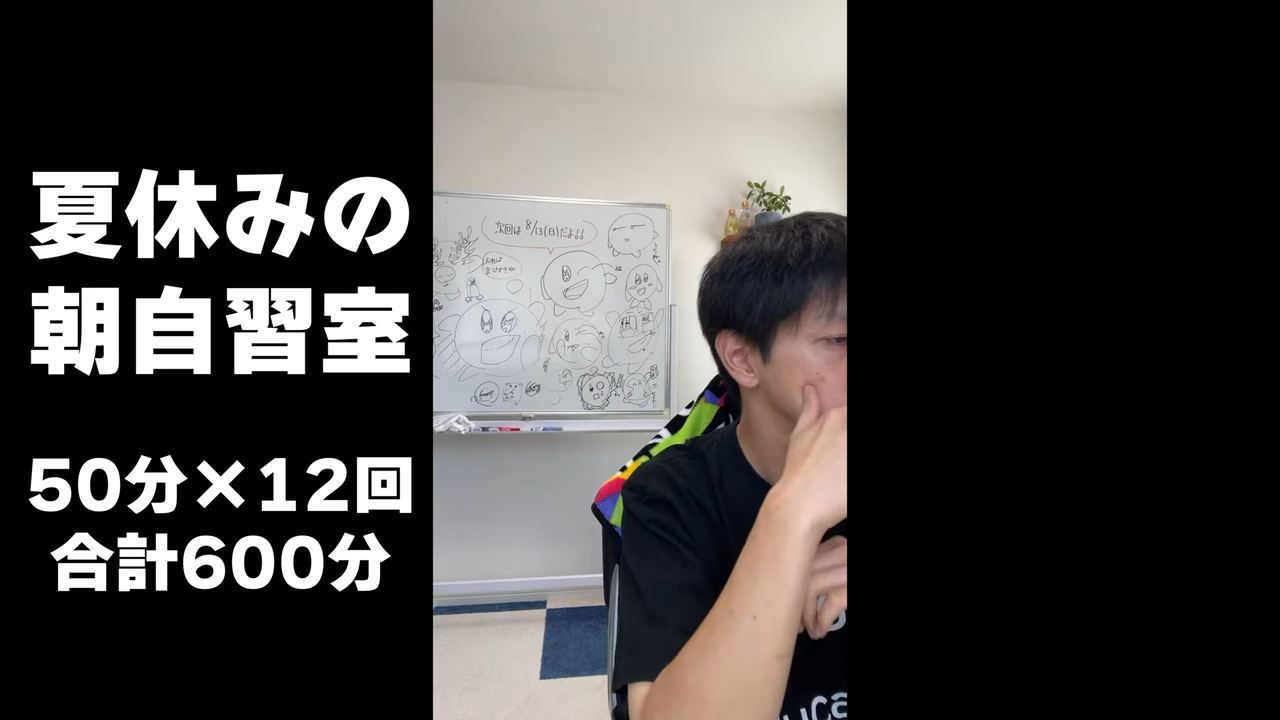 夏休みの
朝自習室
50分×12回
合計600分
次回は 8/13(日)だよ!!